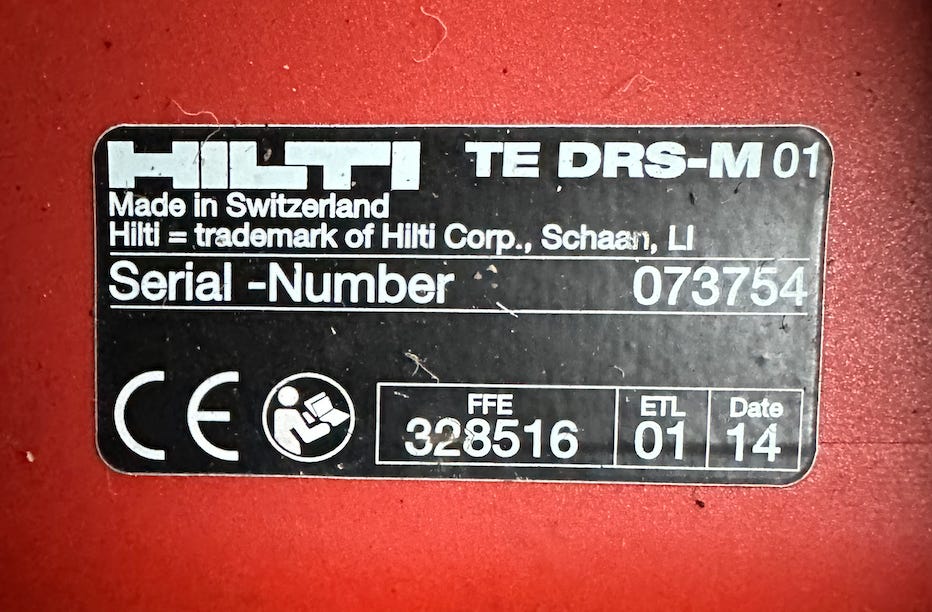 HILTI TE DRS-M 01
Made in Switzerland
Hilti = trademark of Hilti Corp., Schaan, LI
Serial -Number 073754
CE FFE ETL Date
328516 01 14